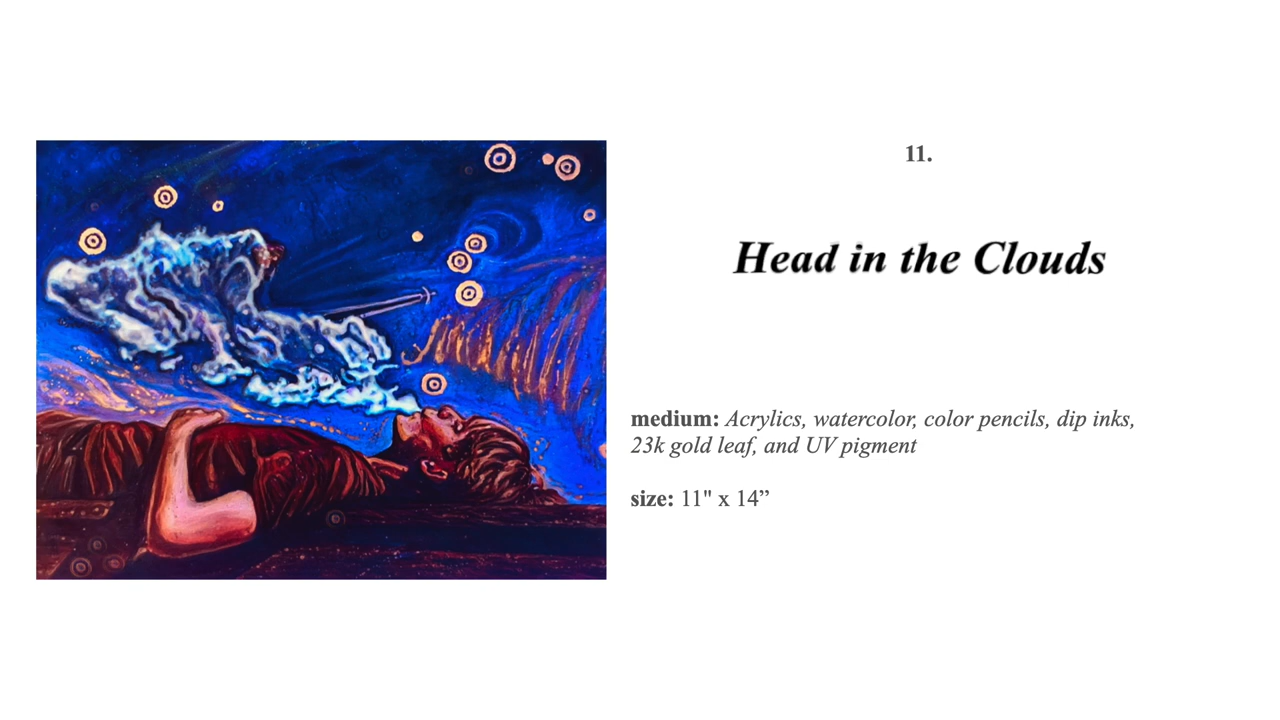 11.
Head in the Clouds
medium: Acrylics, watercolor, color pencils, dip inks,
23k gold leaf, and UV pigment
size: 11" x 14”